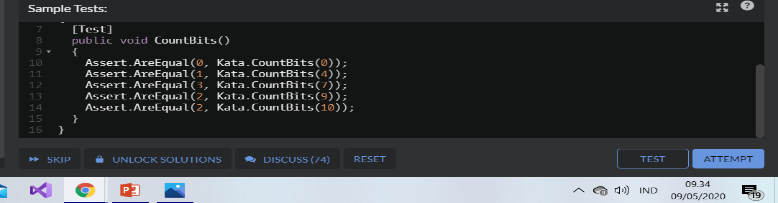 Sample Tests:
7 [Test]
8 public void CountBits()
9 {
10 Assert.AreEqual(0, Kata.CountBits(0));
11 Assert.AreEqual(1, Kata.CountBits(4));
12 Assert.AreEqual(3, Kata.CountBits(7));
13 Assert.AreEqual(2, Kata.CountBits(9));
14 Assert.AreEqual(2, Kata.CountBits(10));
15 }
16 }
SKIP UNLOCK SOLUTIONS DISCUSS (74) RESET TEST ATTEMPT
IND 09.34 19
09/05/2020